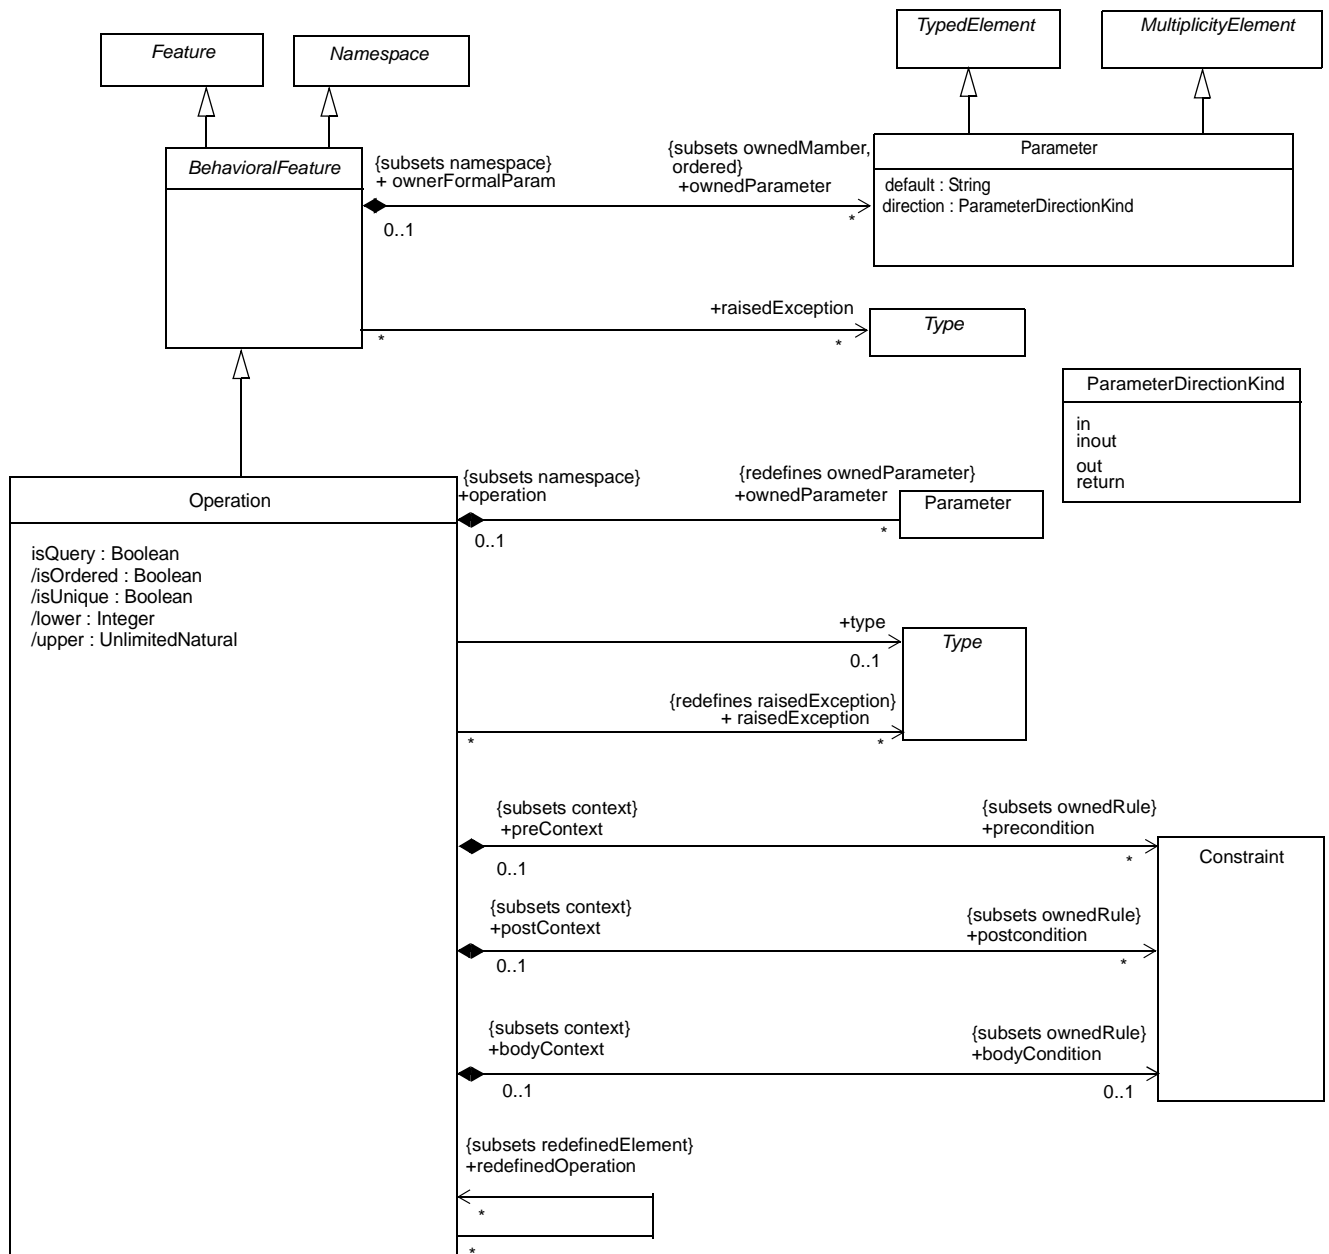 Feature
Namespace
TypedElement
MultiplicityElement
BehavioralFeature
{subsets namespace}
+ ownerFormalParam
0..1
{subsets ownedMamber,
ordered}
+ownedParameter
*
Parameter
default : String
direction : ParameterDirectionKind
+raisedException
*
*
Type
ParameterDirectionKind
in
inout
out
return
Operation
isQuery : Boolean
/isOrdered : Boolean
/isUnique : Boolean
/lower : Integer
/upper : UnlimitedNatural
{subsets namespace}
+operation
0..1
{redefines ownedParameter}
+ownedParameter
*
Parameter
+type
0..1
Type
{redefines raisedException}
+ raisedException
*
*
{subsets context}
+preContext
0..1
{subsets ownedRule}
+precondition
*
Constraint
{subsets context}
+postContext
0..1
{subsets ownedRule}
+postcondition
*
{subsets context}
+bodyContext
0..1
{subsets ownedRule}
+bodyCondition
0..1
{subsets redefinedElement}
+redefinedOperation
*
*